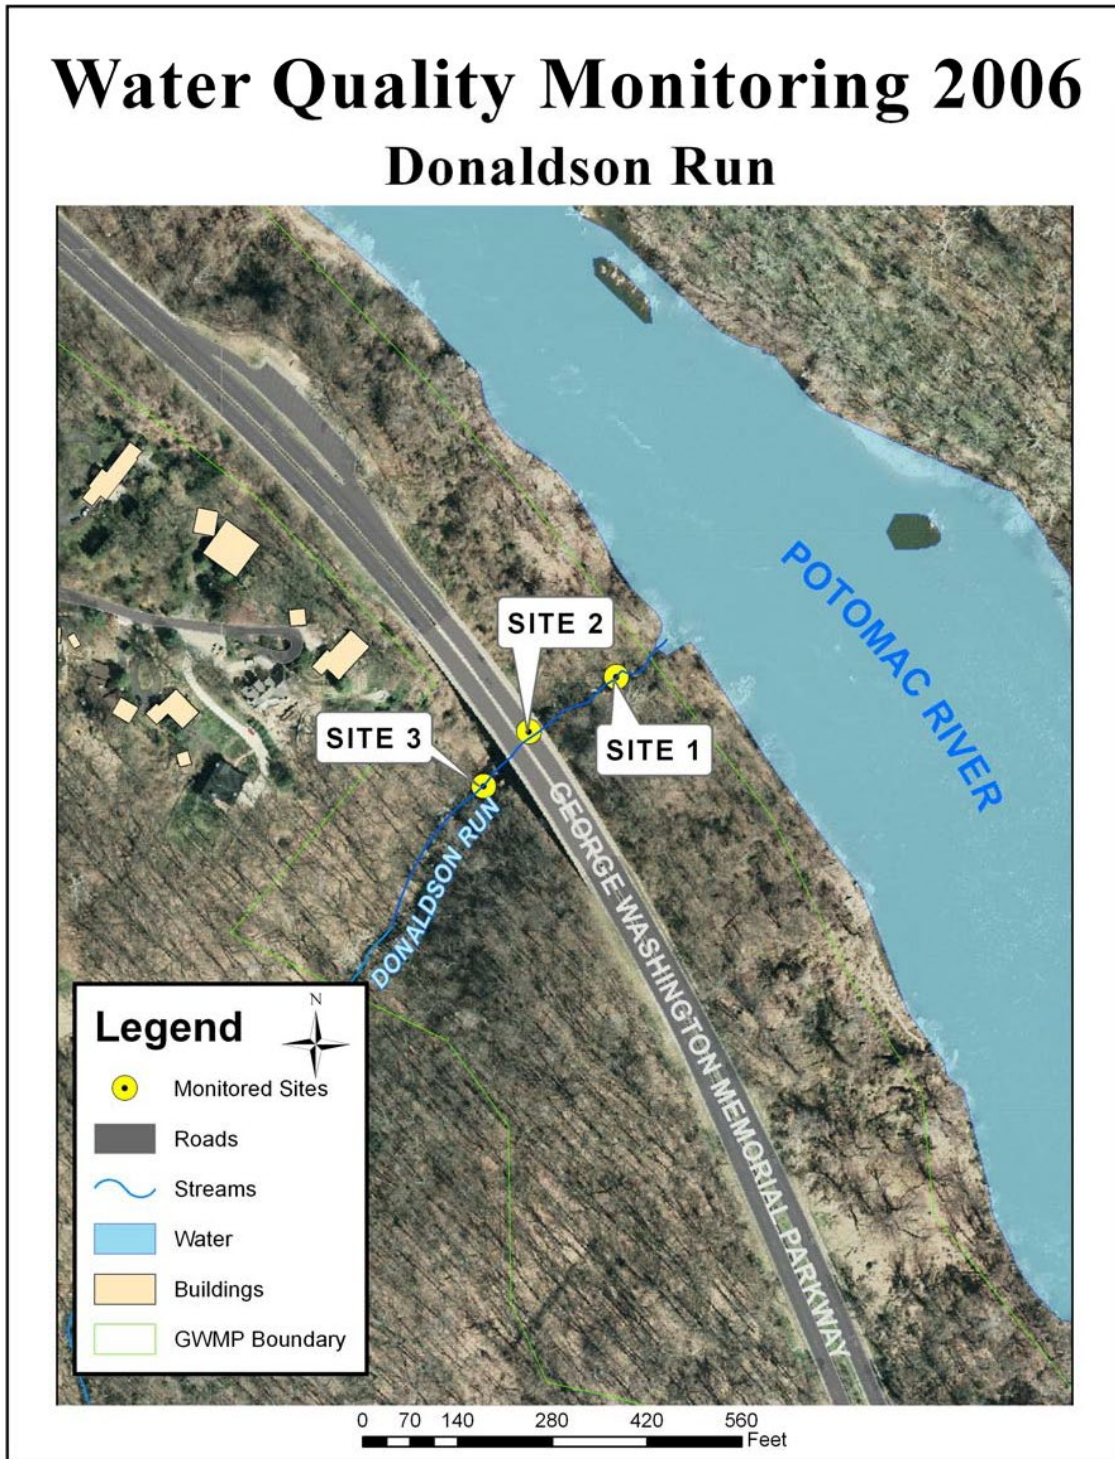 Water Quality Monitoring 2006
Donaldson Run
POTOMAC RIVER
SITE 2
SITE 1
SITE 3
GEORGE WASHINGTON MEMORIAL PARKWAY
DONALDSON RUN
Legend
N
Monitored Sites
Roads
Streams
Water
Buildings
GWMP Boundary
0 70 140 280 420 560
Feet